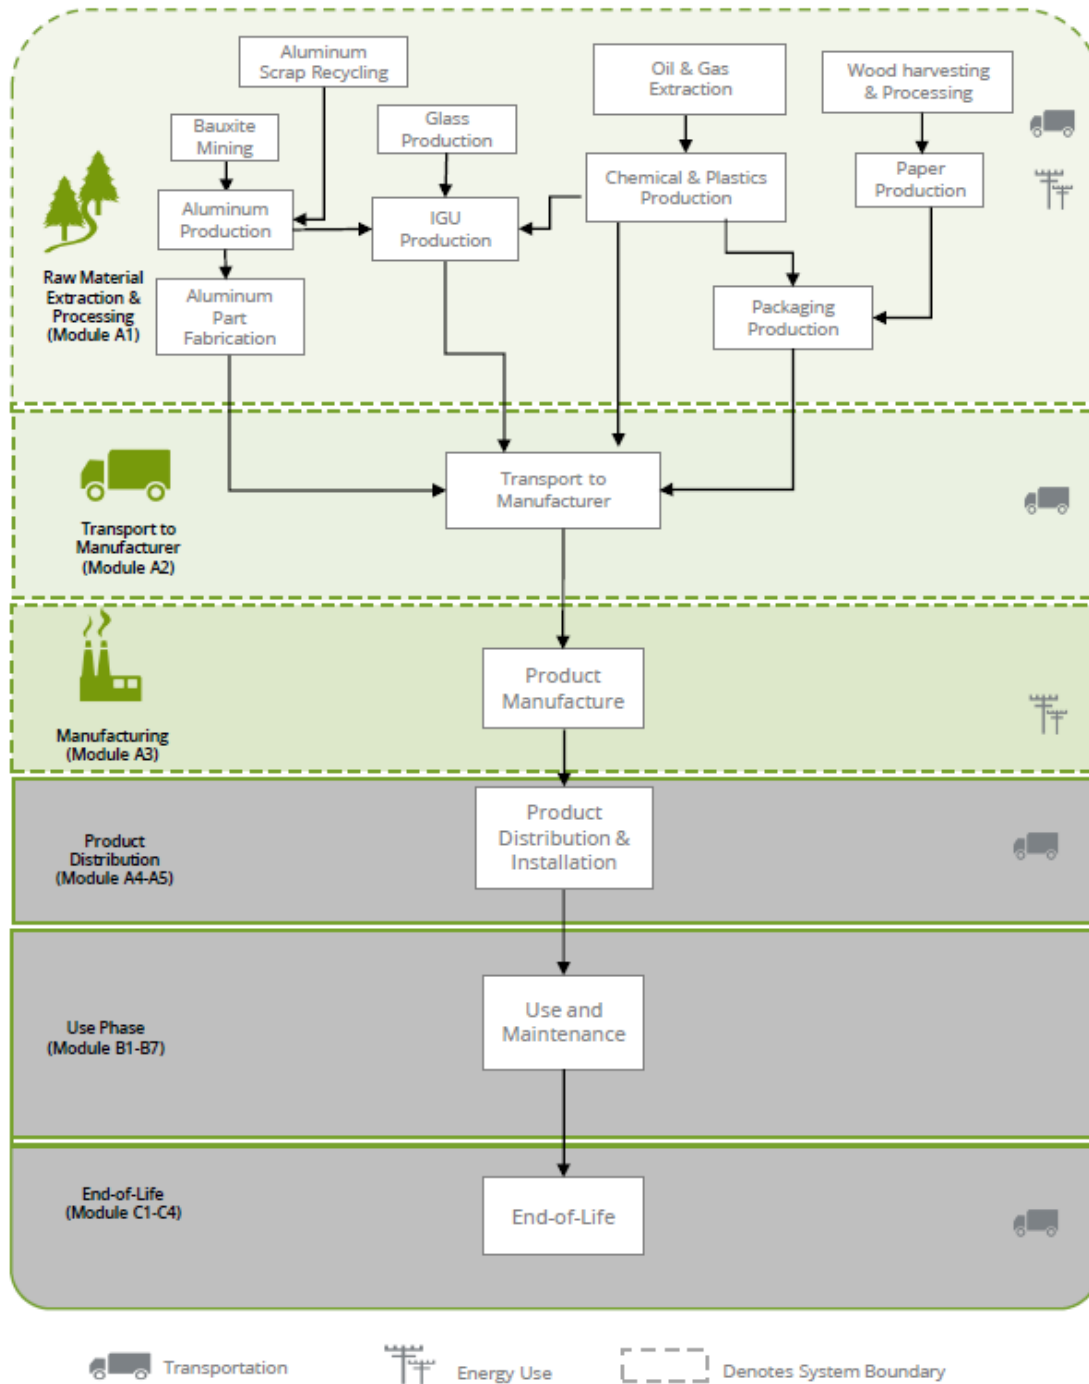 Aluminum
Scrap Recycling
Oil & Gas
Extraction
Wood harvesting
& Processing
Bauxite
Mining
Glass
Production
Chemical & Plastics
Production
Paper
Production
Aluminum
Production
IGU
Production
Raw Material
Extraction &
Processing
(Module A1)
Aluminum
Part
Fabrication
Packaging
Production
Transport to
Manufacturer
Transport to
Manufacturer
(Module A2)
Product
Manufacture
Manufacturing
(Module A3)
Product
Distribution &
Installation
Product
Distribution
(Module A4-A5)
Use and
Maintenance
Use Phase
(Module B1-B7)
End-of-Life
(Module C1-C4)
End-of-Life
Transportation
Energy Use
Denotes System Boundary